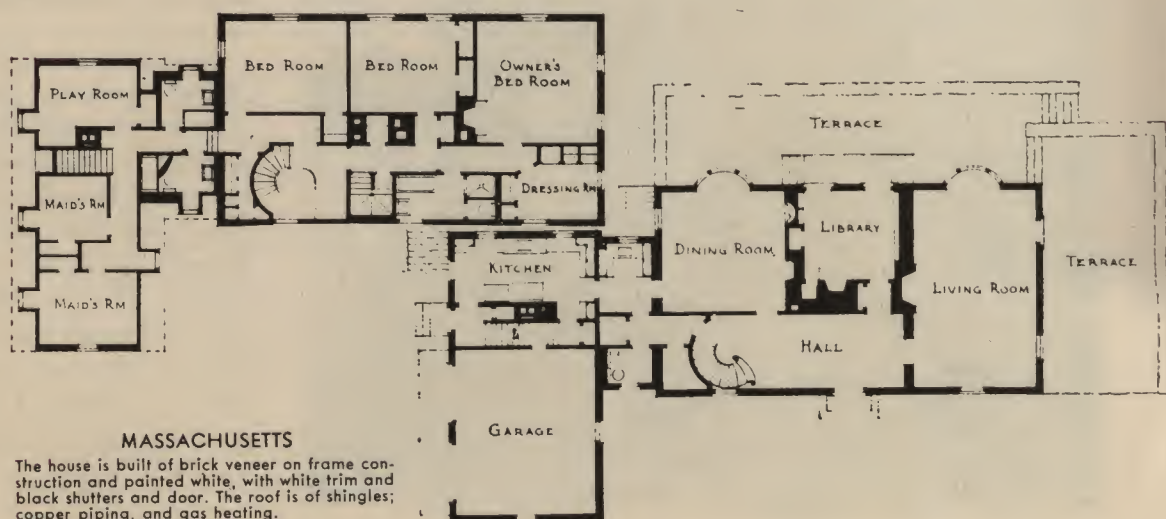 PLAY ROOM
BED ROOM
BED ROOM
OWNER'S
BED ROOM
MAID'S RM
DRESSING RM
MAID'S RM
TERRACE
KITCHEN
DINING ROOM
LIBRARY
LIVING ROOM
TERRACE
HALL
GARAGE
MASSACHUSETTS
The house is built of brick veneer on frame con-
struction and painted white, with white trim and
black shutters and door. The roof is of shingles;
copper piping, and gas heating.